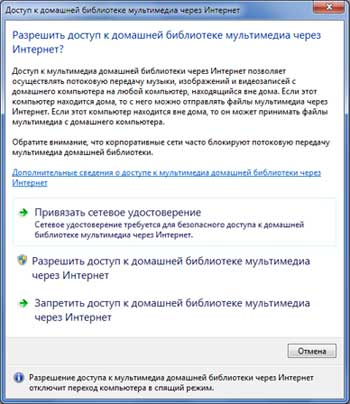 Доступ к домашней библиотеке мультимедиа через Интернет
Разрешить доступ к домашней библиотеке мультимедиа через
Интернет?
Доступ к мультимедиа домашней библиотеки через Интернет позволяет
осуществлять потоковую передачу музыки, изображений и видеозаписей с
домашнего компьютера на любой компьютер, находящийся вне дома. Если этот
компьютер находится дома, то с него можно отправлять файлы мультимедиа через
Интернет. Если этот компьютер находится вне дома, то он может принимать файлы
мультимедиа с домашнего компьютера.
Обратите внимание, что корпоративные сети часто блокируют потоковую передачу
мультимедиа домашней библиотеки.
Дополнительные сведения о доступе к мультимедиа домашней библиотеки через
Интернет
Привязать сетевое удостоверение
Сетевое удостоверение требуется для безопасного доступа к домашней
библиотеке мультимедиа через Интернет.
Разрешить доступ к домашней библиотеке мультимедиа
через Интернет
Запретить доступ к домашней библиотеке мультимедиа
через Интернет
Отмена
Разрешение доступа к мультимедиа домашней библиотеки через Интернет
отключит переход компьютера в спящий режим.